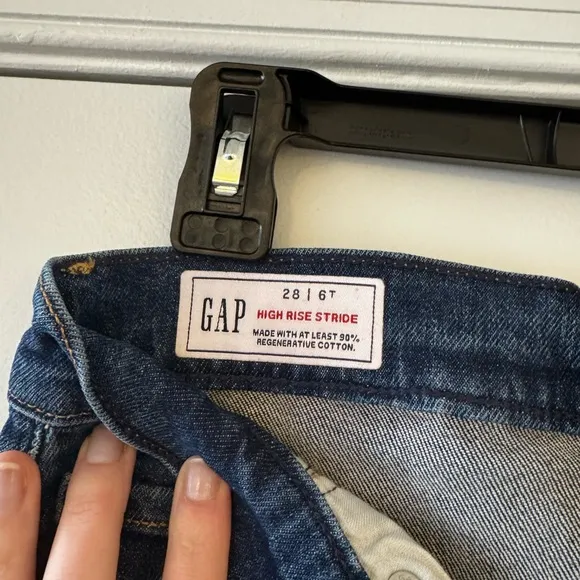 28 | 6T
GAP
HIGH RISE STRIDE
MADE WITH AT LEAST 90%
REGENERATIVE COTTON.